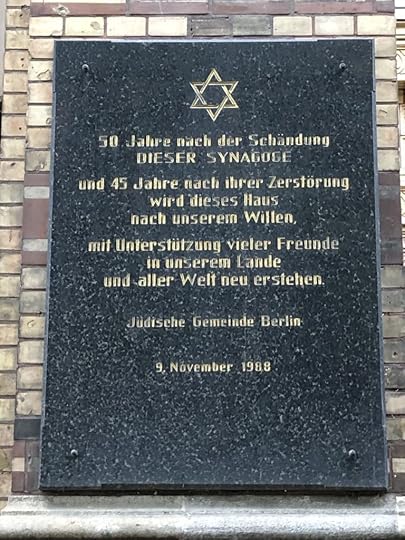 50 Jahre nach der Schändung
DIESER SYNAGOGE
und 45 Jahre nach ihrer Zerstörung
wird dieses Haus
nach unserem Willen,
mit Unterstützung vieler Freunde
in unserem Lande
und aller Welt neu erstehen.
Jüdische Gemeinde Berlin
9. November 1988